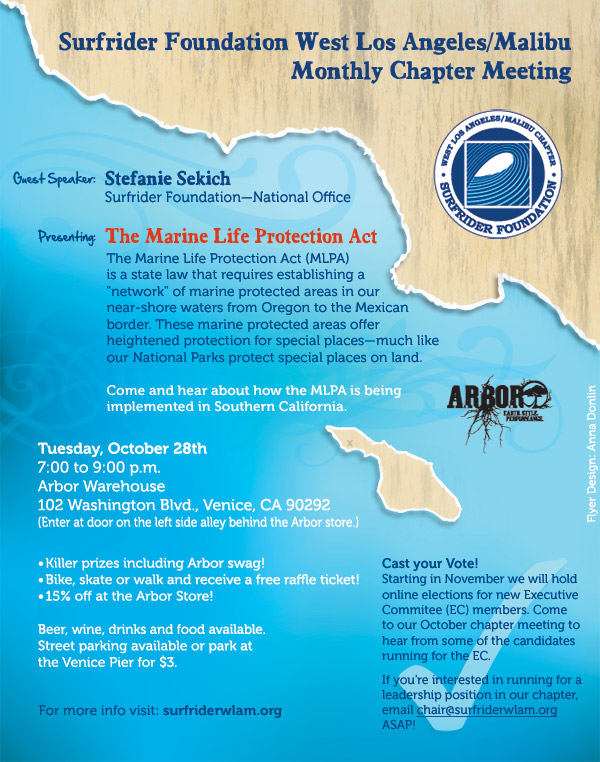 Surfrider Foundation West Los Angeles/Malibu
Monthly Chapter Meeting
WEST LOS ANGELES/MALIBU CHAPTER
SURFRIDER FOUNDATION
Guest Speaker: Stefanie Sekich
Surfrider Foundation—National Office
Presenting: The Marine Life Protection Act
The Marine Life Protection Act (MLPA)
is a state law that requires establishing a
"network" of marine protected areas in our
near-shore waters from Oregon to the Mexican
border. These marine protected areas offer
heightened protection for special places—much like
our National Parks protect special places on land.
Come and hear about how the MLPA is being
implemented in Southern California.
ARBOR
EARTH. STYLE.
PERFORMANCE.
Flyer Design: Anna Donlin
x
Tuesday, October 28th
7:00 to 9:00 p.m.
Arbor Warehouse
102 Washington Blvd., Venice, CA 90292
(Enter at door on the left side alley behind the Arbor store.)
•Killer prizes including Arbor swag!
•Bike, skate or walk and receive a free raffle ticket!
•15% off at the Arbor Store!
Beer, wine, drinks and food available.
Street parking available or park at
the Venice Pier for $3.
For more info visit: surfriderwlam.org
Cast your Vote!
Starting in November we will hold
online elections for new Executive
Commitee (EC) members. Come
to our October chapter meeting to
hear from some of the candidates
running for the EC.
If you're interested in running for a
leadership position in our chapter,
email chair@surfriderwlam.org
ASAP!